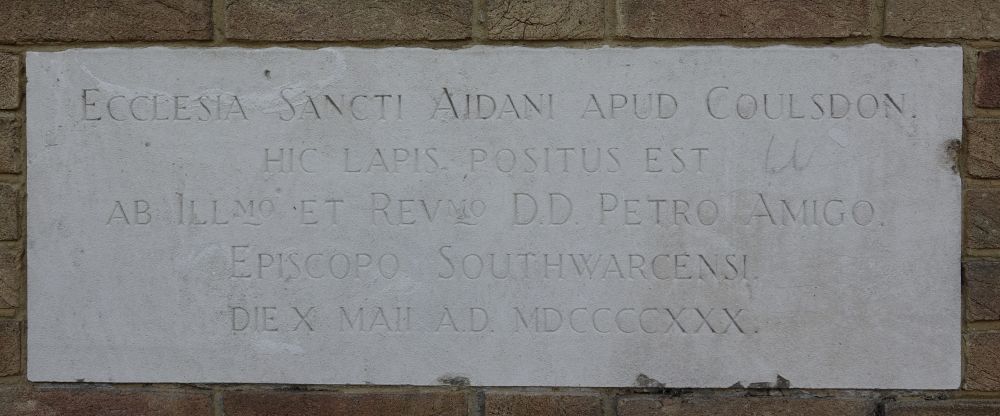 Ecclesia Sancti Aidani apud Coulsdon.
hic lapis positus est
ab Illmo et Revmo D.D. Petro Amigo.
Episcopo Southwarcensi.
die X Maii A.D. MDCCCCXXX.